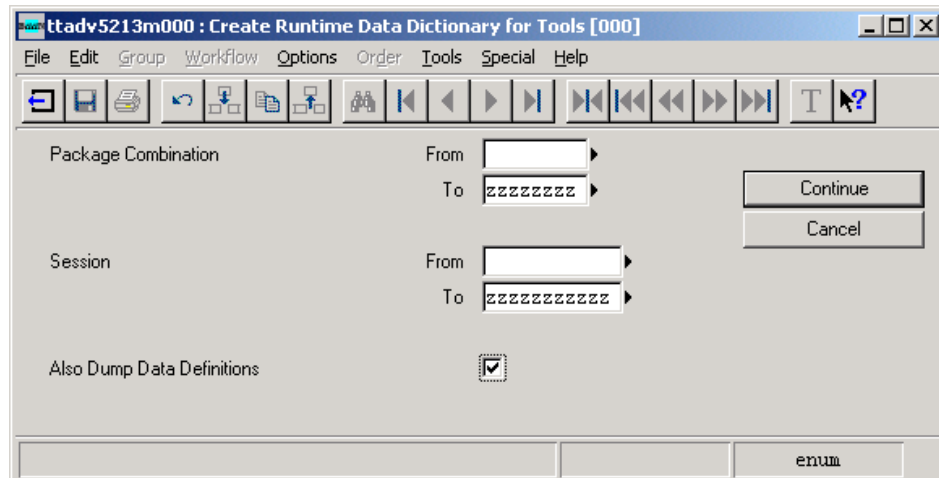 ttadv5213m000 : Create Runtime Data Dictionary for Tools [000]
File Edit Group Workflow Options Order Tools Special Help
T ?
Package Combination From
To zzzzzzzz
Continue
Cancel
Session From
To zzzzzzzzzzz
Also Dump Data Definitions
enum